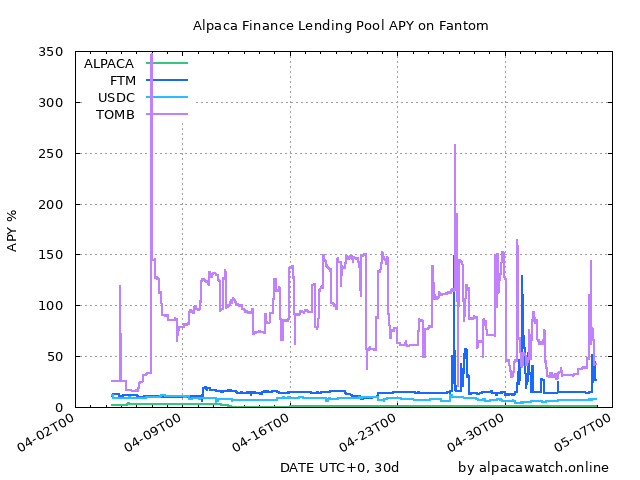 Alpaca Finance Lending Pool APY on Fantom
350
300
250
200
150
100
50
0
APY %
ALPACA
FTM
USDC
TOMB
04-02T00
04-09T00
04-16T00
04-23T00
04-30T00
05-07T00
DATE UTC+0, 30d
by alpacawatch.online